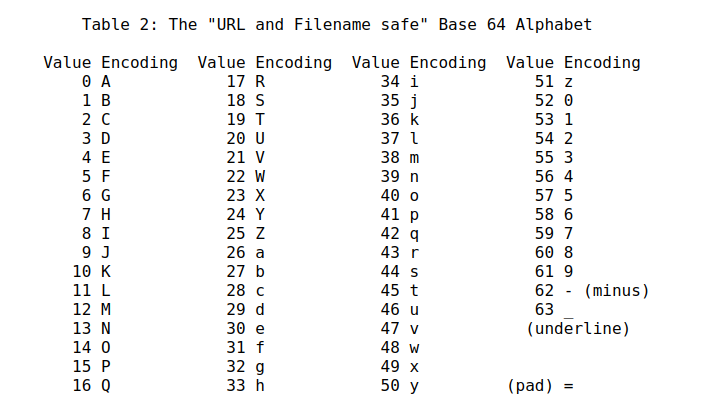 Table 2: The "URL and Filename safe" Base 64 Alphabet
Value Encoding  Value Encoding  Value Encoding  Value Encoding
0 A            17 R            34 i            51 z
1 B            18 S            35 j            52 0
2 C            19 T            36 k            53 1
3 D            20 U            37 l            54 2
4 E            21 V            38 m            55 3
5 F            22 W            39 n            56 4
6 G            23 X            40 o            57 5
7 H            24 Y            41 p            58 6
8 I            25 Z            42 q            59 7
9 J            26 a            43 r            60 8
10 K            27 b            44 s            61 9
11 L            28 c            45 t            62 - (minus)
12 M            29 d            46 u            63 _
13 N            30 e            47 v           (underline)
14 O            31 f            48 w
15 P            32 g            49 x
16 Q            33 h            50 y         (pad) =